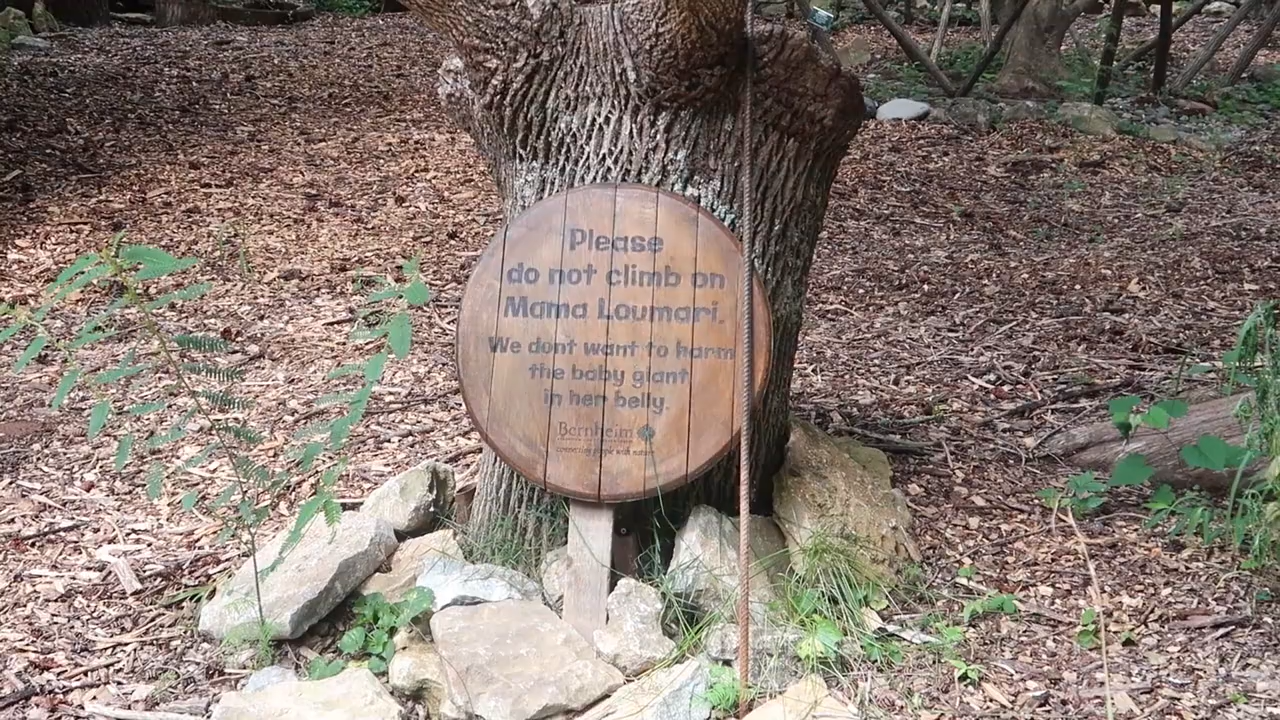 Please
do not climb on
Mama Loumari.
We dont want to harm
the baby giant
in her belly.
Bernheim
connecting people with nature